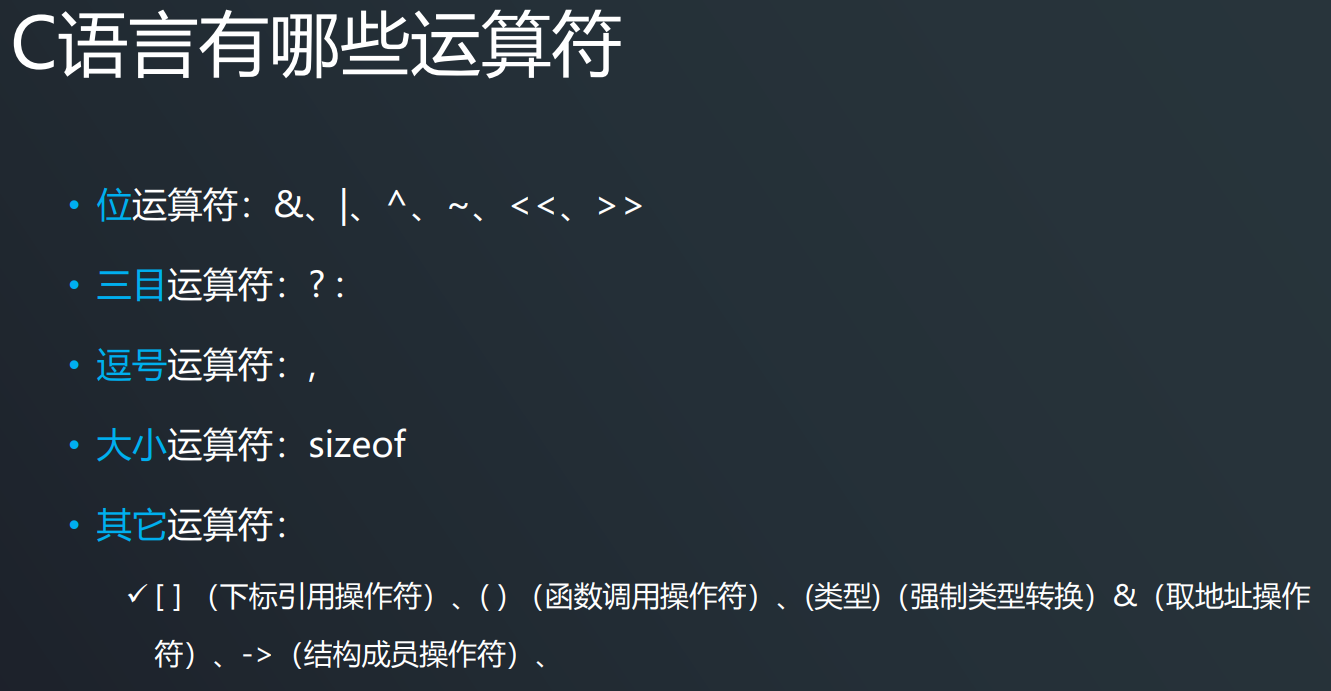 C语言有哪些运算符
• 位运算符：&、|、^、~、<<、>>
• 三目运算符：? :
• 逗号运算符：,
• 大小运算符：sizeof
• 其它运算符：
✓ [ ] （下标引用操作符）、( ) （函数调用操作符）、(类型)（强制类型转换）&（取地址操作
符）、->（结构成员操作符）、